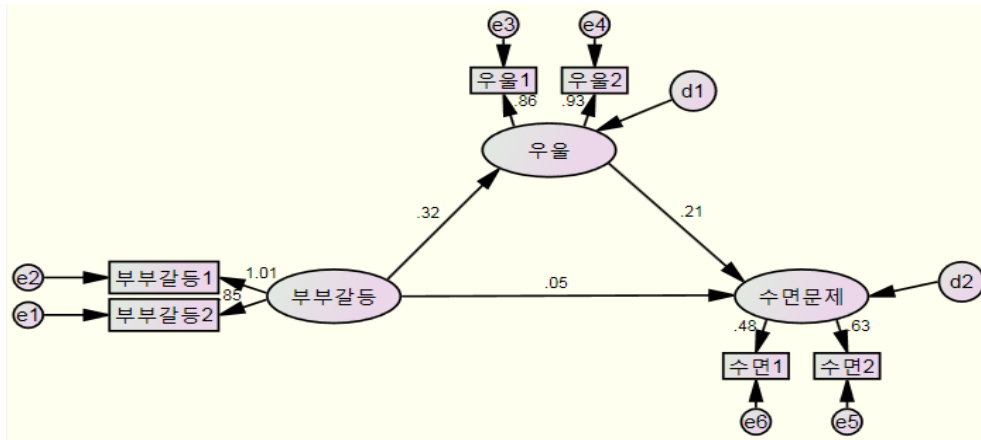 e3
e4
우울1
우울2
.86
.93
d1
우울
.32
.21
e2
부부갈등1
1.01
부부갈등
.05
수면문제
d2
e1
부부갈등2
.85
.48
.63
수면1
수면2
e6
e5